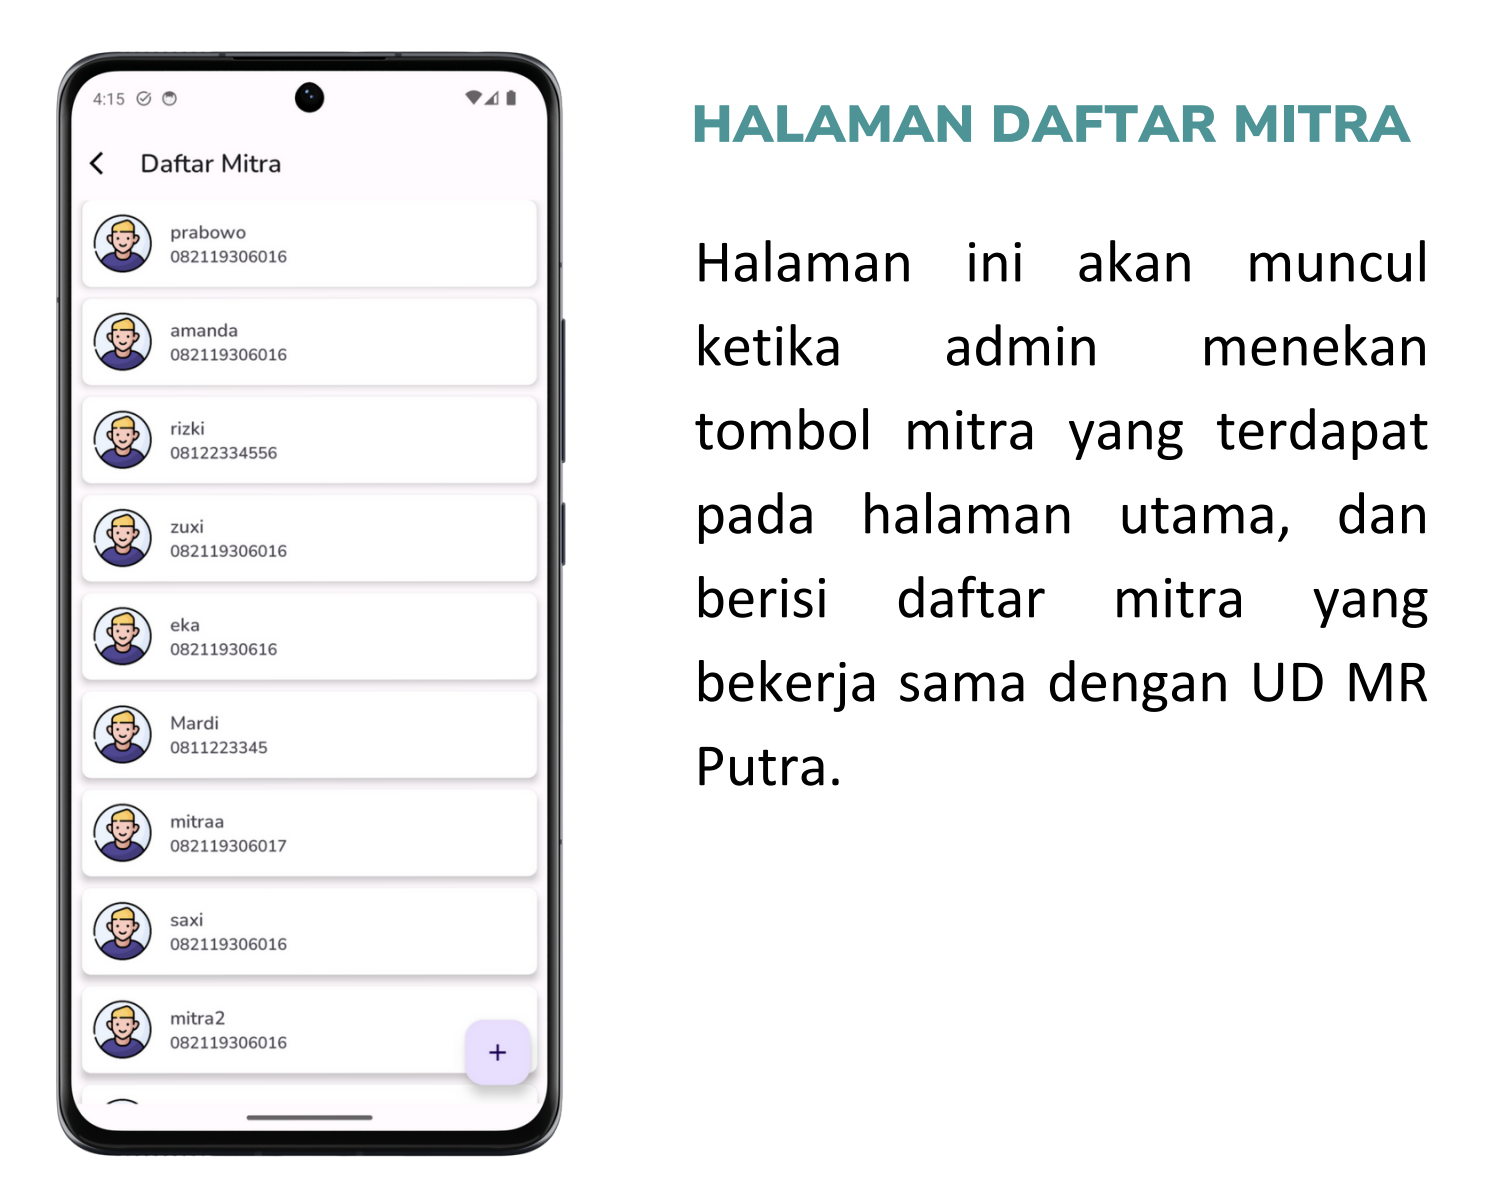 4:15
Daftar Mitra
prabowo
082119306016
amanda
082119306016
rizki
08122334556
zuxi
082119306016
eka
08211930616
Mardi
0811223345
mitraa
082119306017
saxi
082119306016
mitra2
082119306016
+
HALAMAN DAFTAR MITRA
Halaman ini akan muncul
ketika admin menekan
tombol mitra yang terdapat
pada halaman utama, dan
berisi daftar mitra yang
bekerja sama dengan UD MR
Putra.